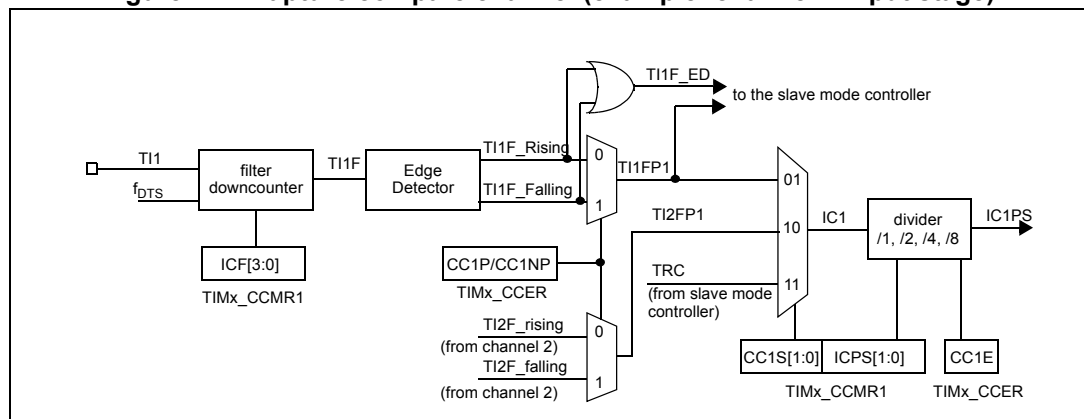 TI1F_ED
to the slave mode controller
TI1
fDTS
filter
downcounter
TI1F
Edge
Detector
TI1F_Rising
TI1F_Falling
0
1
TI1FP1
01
TI2FP1
10
IC1
divider
/1, /2, /4, /8
IC1PS
ICF[3:0]
TIMx_CCMR1
CC1P/CC1NP
TIMx_CCER
TRC
11
(from slave mode
controller)
TI2F_rising
0
(from channel 2)
TI2F_falling
1
(from channel 2)
CC1S[1:0]
ICPS[1:0]
CC1E
TIMx_CCMR1
TIMx_CCER